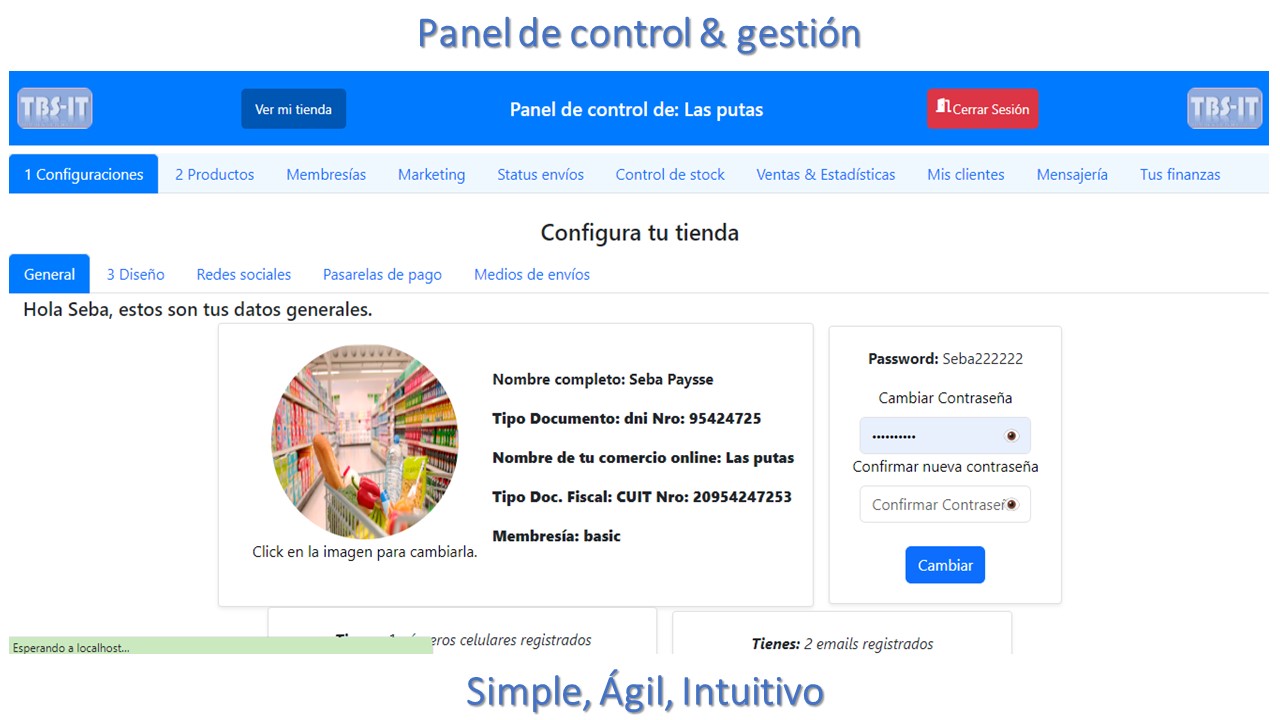 Panel de control & gestión
TBS-IT
Ver mi tienda
Panel de control de: Las putas
Cerrar Sesión
TBS-IT
1 Configuraciones
2 Productos
Membresías
Marketing
Status envíos
Control de stock
Ventas & Estadísticas
Mis clientes
Mensajería
Tus finanzas
Configura tu tienda
General
3 Diseño
Redes sociales
Pasarelas de pago
Medios de envíos
Hola Seba, estos son tus datos generales.
Click en la imagen para cambiarla.
Nombre completo: Seba Paysse
Tipo Documento: dni Nro: 95424725
Nombre de tu comercio online: Las putas
Tipo Doc. Fiscal: CUIT Nro: 20954247253
Membresía: basic
Password: Seba222222
Cambiar Contraseña
••••••••••
Confirmar nueva contraseña
Confirmar Contraseñ
Cambiar
celulares registrados
Tienes: 2 emails registrados
Esperando a localhost...
Simple, Ágil, Intuitivo